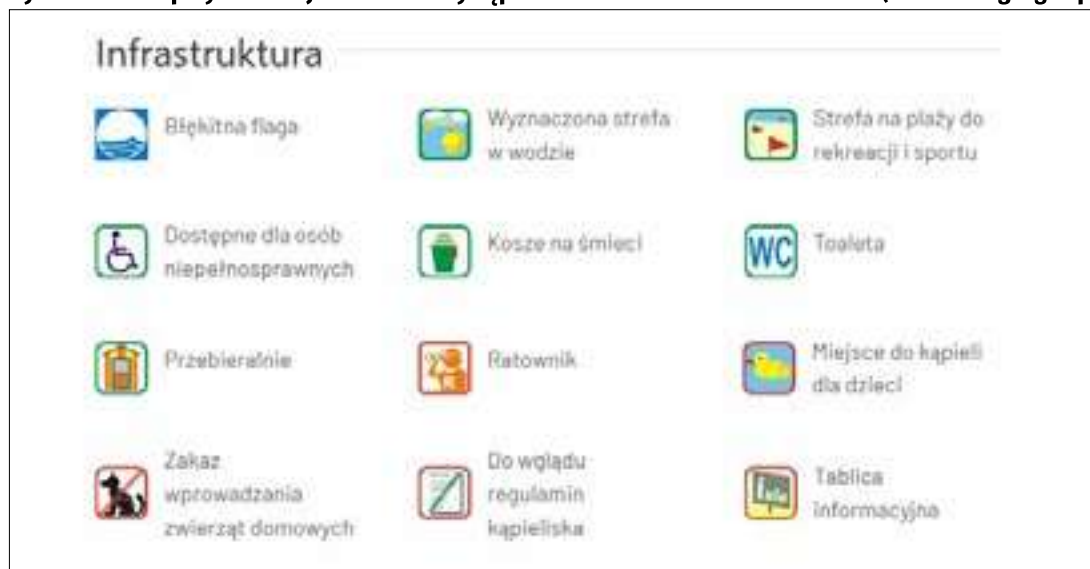 Infrastruktura
Błękitna flaga
Wyznaczona strefa
w wodzie
Strefa na plaży do
rekreacji i sportu
Dostępne dla osób
niepełnosprawnych
Kosze na śmieci
WC
Toaleta
Przebieralnie
Ratownik
Miejsce do kąpieli
dla dzieci
Zakaz
wprowadzania
zwierząt domowych
Do wglądu
regulamin
kąpieliska
Tablica
informacyjna